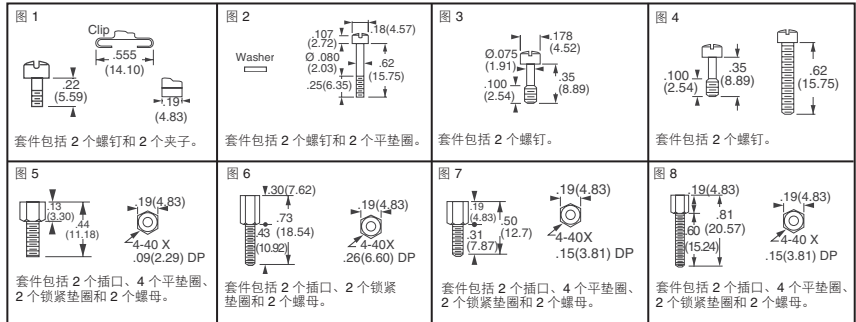 图 1
Clip
.555
(14.10)
.22
(5.59)
.19
(4.83)
套件包括 2 个螺钉和 2 个夹子。
图 2
Washer
.107
(2.72)
.18(4.57)
Ø .080
(2.03)
.62
(15.75)
.25(6.35)
套件包括 2 个螺钉和 2 个平垫圈。
图 3
.178
(4.52)
Ø.075
(1.91)
.100
(2.54)
.35
(8.89)
套件包括 2 个螺钉。
图 4
.100
(2.54)
.35
(8.89)
.62
(15.75)
套件包括 2 个螺钉。
图 5
.13
(3.30)
.44
(11.18)
.19(4.83)
4-40 X
.09(2.29) DP
套件包括 2 个插口、4 个平垫圈、
2 个锁紧垫圈和 2 个螺母。
图 6
.30(7.62)
.73
(18.54)
.43
(10.92)
.19(4.83)
4-40X
.26(6.60) DP
套件包括 2 个插口、2 个锁紧
垫圈和 2 个螺母。
图 7
.19
(4.83)
.50
(12.7)
.31
(7.87)
.19(4.83)
4-40X
.15(3.81) DP
套件包括 2 个插口、4 个平垫圈、
2 个锁紧垫圈和 2 个螺母。
图 8
.19(4.83)
.81
(20.57)
.60
(15.24)
.19(4.83)
4-40 X
.15(3.81) DP
套件包括 2 个插口、4 个平垫圈、
2 个锁紧垫圈和 2 个螺母。